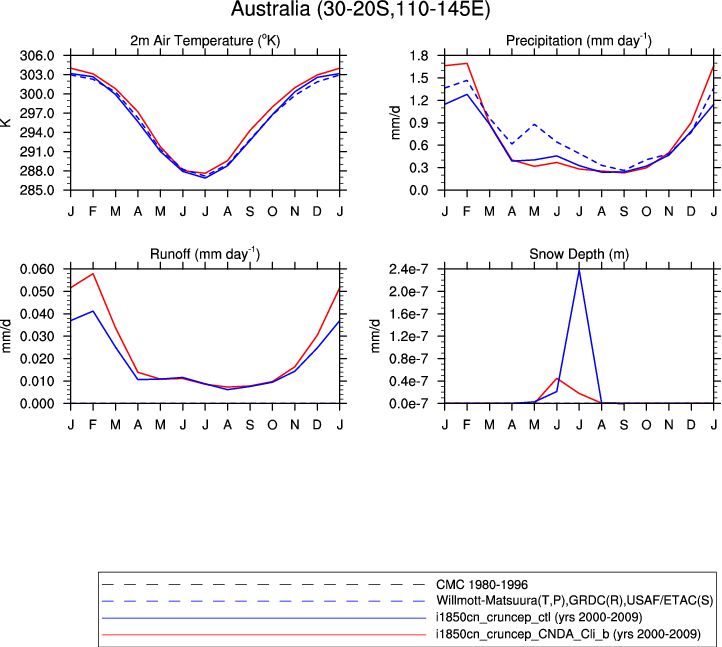 Australia (30-20S,110-145E)
2m Air Temperature (°K)
Precipitation (mm day⁻¹)
306.0
303.0
300.0
297.0
294.0
291.0
288.0
285.0
K
J F M A M J J A S O N D J
1.8
1.5
1.2
0.9
0.6
0.3
0.0
mm/d
J F M A M J J A S O N D J
Runoff (mm day⁻¹)
Snow Depth (m)
0.060
0.050
0.040
0.030
0.020
0.010
0.000
mm/d
J F M A M J J A S O N D J
2.4e-7
2.0e-7
1.6e-7
1.2e-7
0.8e-7
0.4e-7
0.0e-7
mm/d
J F M A M J J A S O N D J
CMC 1980-1996
Willmott-Matsuura(T,P),GRDC(R),USAF/ETAC(S)
i1850cn_cruncep_ctl (yrs 2000-2009)
i1850cn_cruncep_CNDA_Cli_b (yrs 2000-2009)